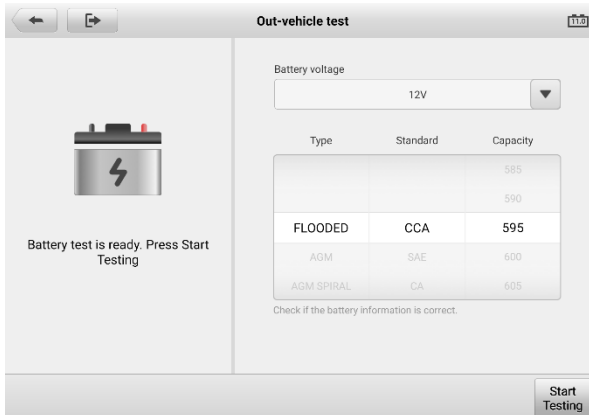 Out-vehicle test
11.0
Battery test is ready. Press Start
Testing
Battery voltage
12V
Type Standard Capacity
585
590
FLOODED CCA 595
AGM SAE 600
AGM SPIRAL CA 605
Check if the battery information is correct.
Start
Testing